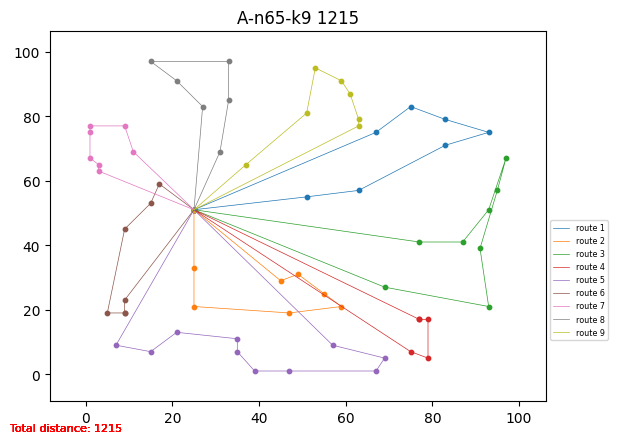 A-n65-k9 1215
100
80
60
40
20
0
0 20 40 60 80 100
route 1
route 2
route 3
route 4
route 5
route 6
route 7
route 8
route 9
Total distance: 1215